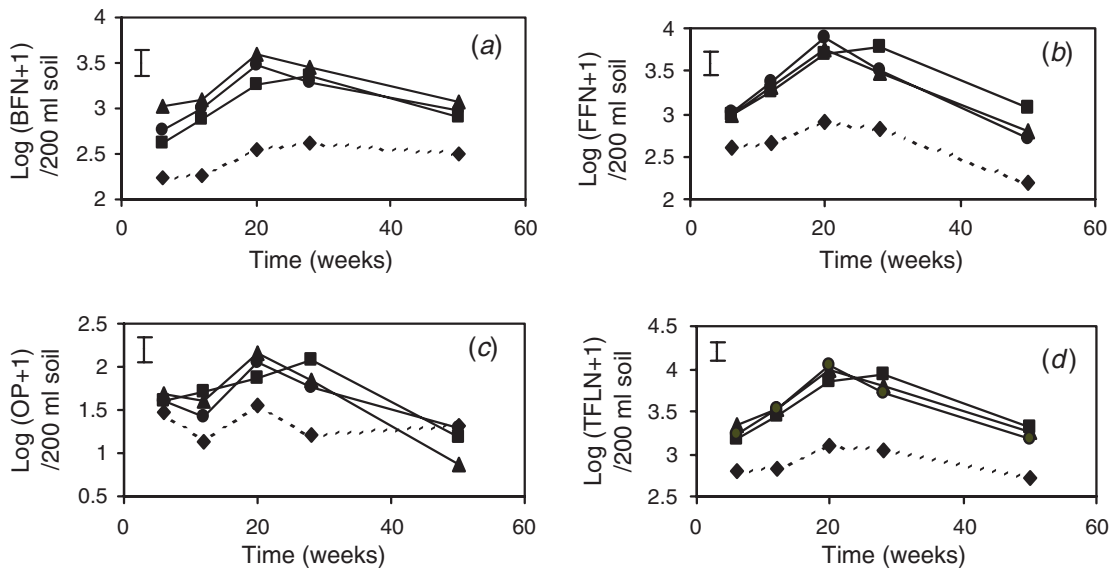 (a)
Log (BFN+1)
/200 ml soil
4
3.5
3
2.5
2
0 20 40 60
Time (weeks)
(b)
Log (FFN+1)
/200 ml soil
4
3.5
3
2.5
2
0 20 40 60
Time (weeks)
(c)
Log (OP+1)
/200 ml soil
2.5
2
1.5
1
0.5
0 20 40 60
Time (weeks)
(d)
Log (TFLN+1)
/200 ml soil
4.5
4
3.5
3
2.5
0 20 40 60
Time (weeks)